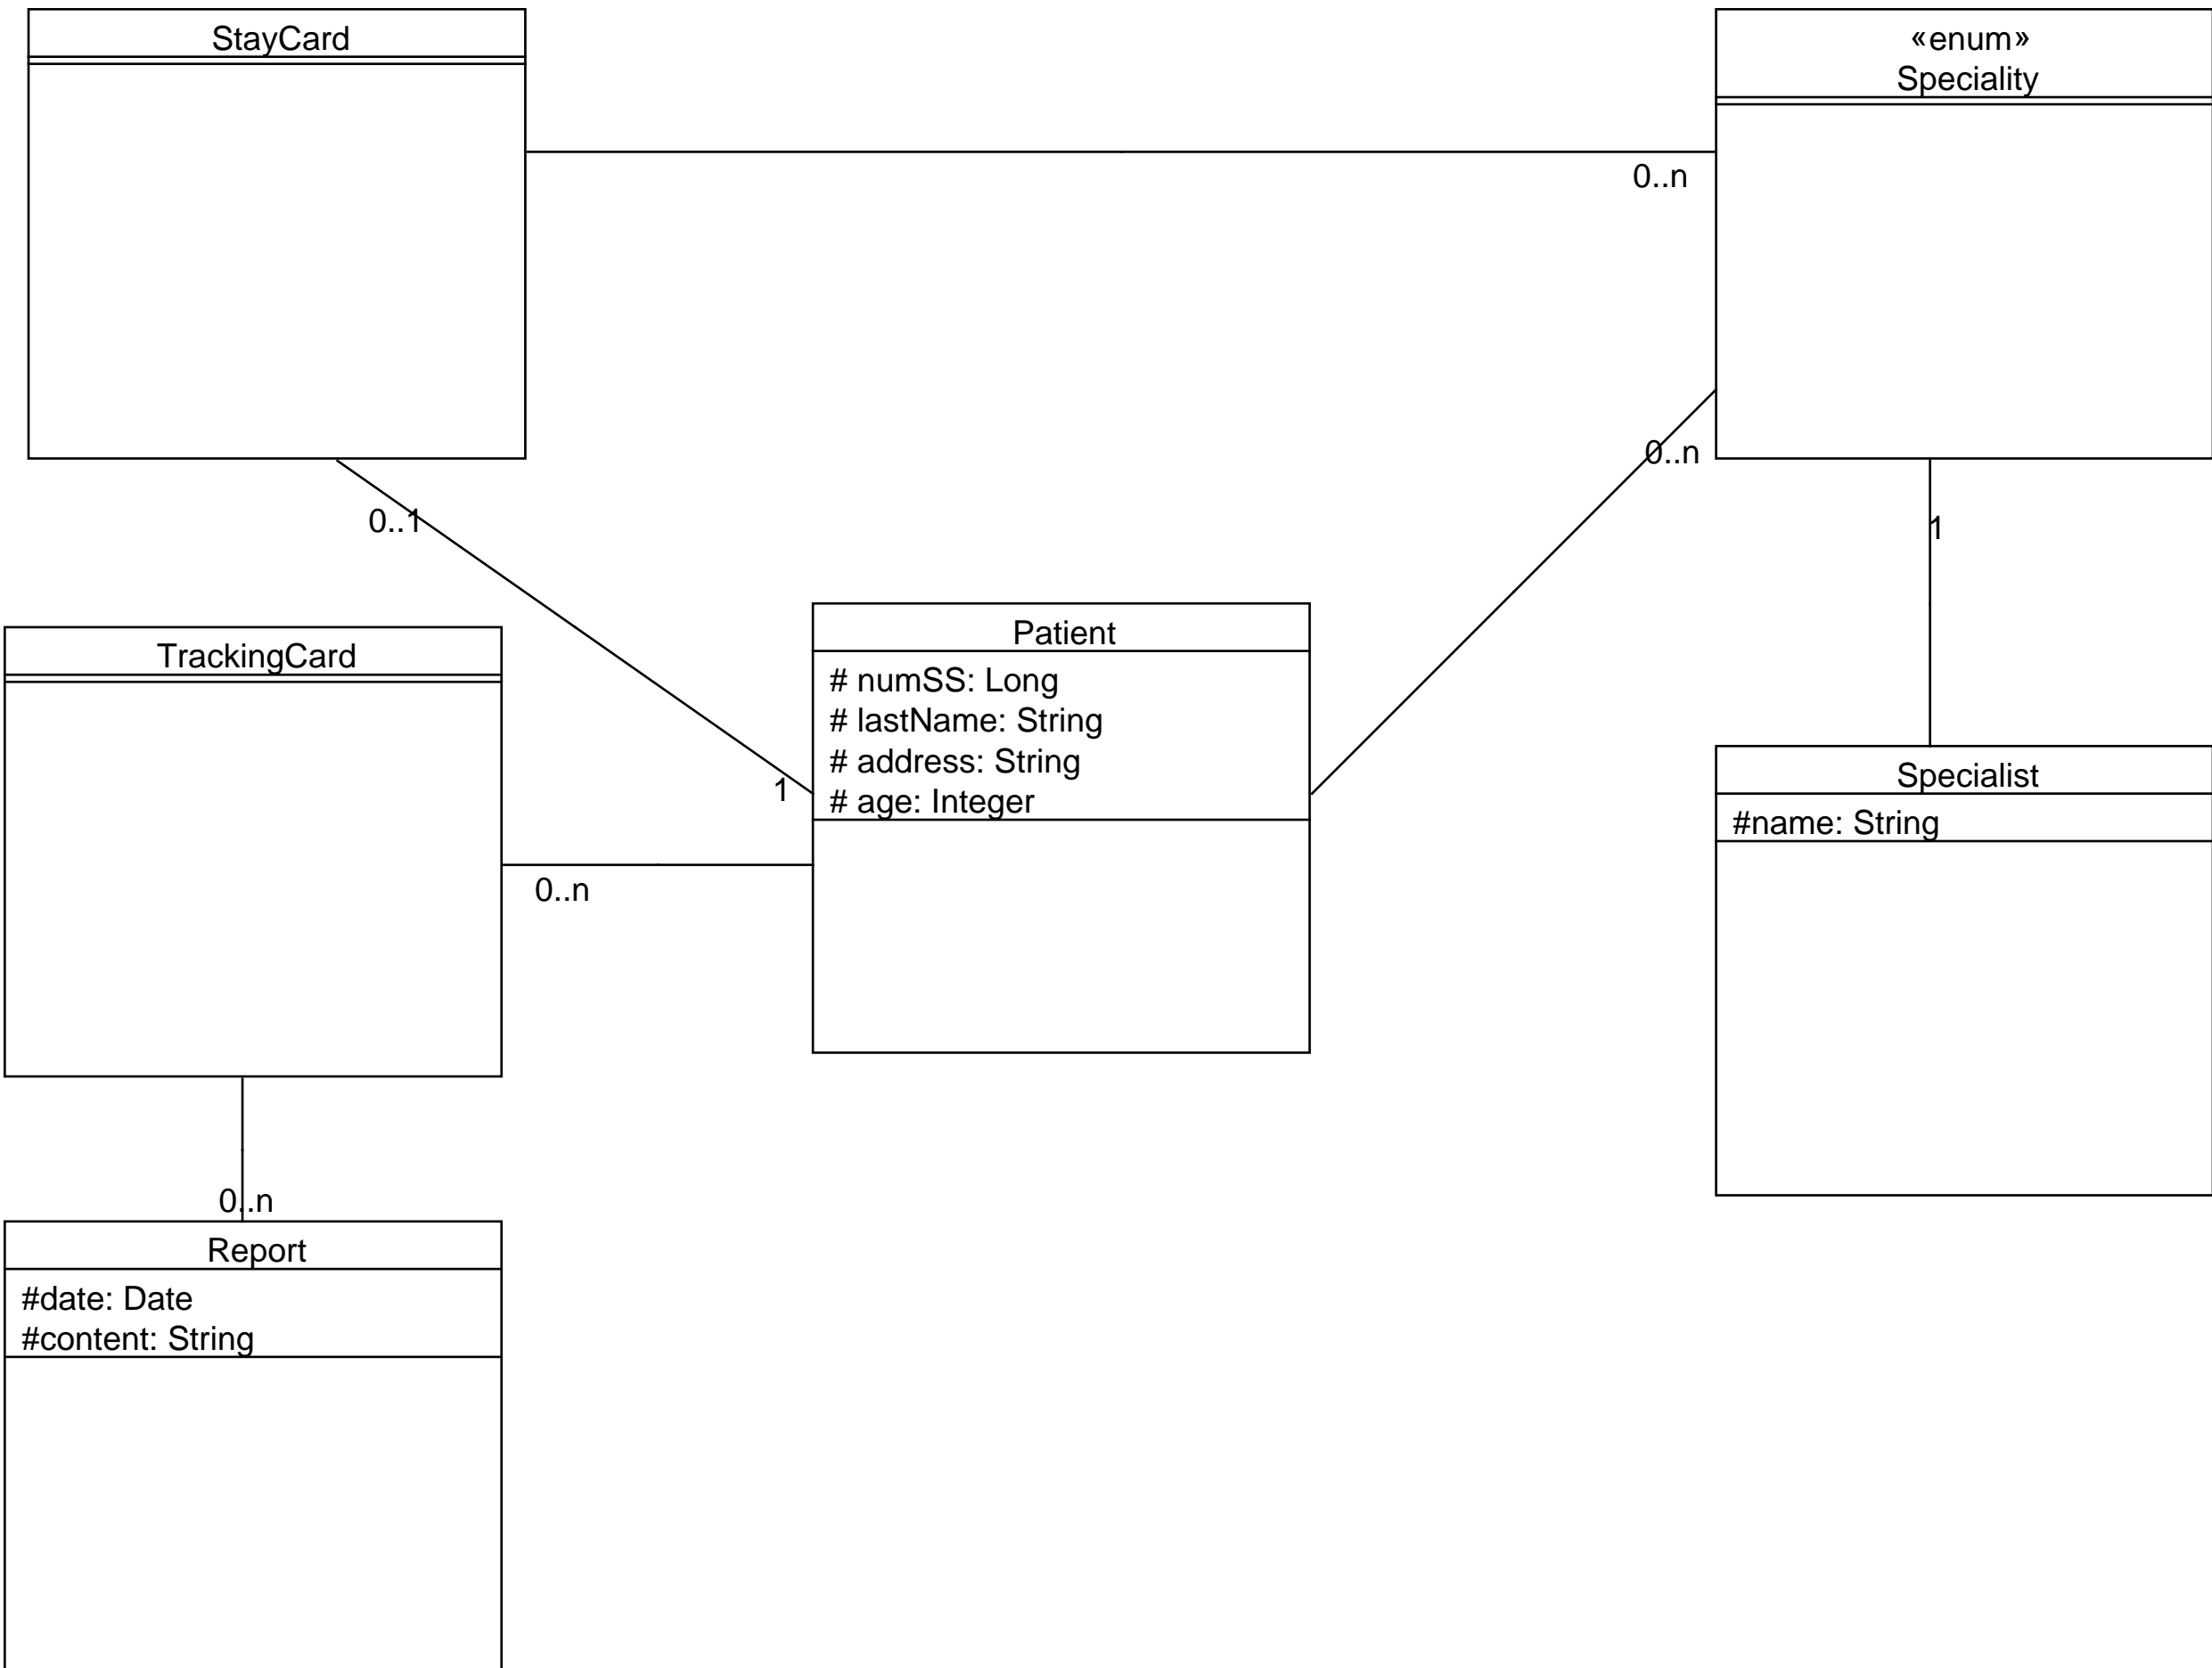 StayCard
«enum»
Speciality
0..n
0..n
0..1
1
Patient
# numSS: Long
# lastName: String
# address: String
# age: Integer
1
TrackingCard
0..n
Specialist
#name: String
0..n
Report
#date: Date
#content: String